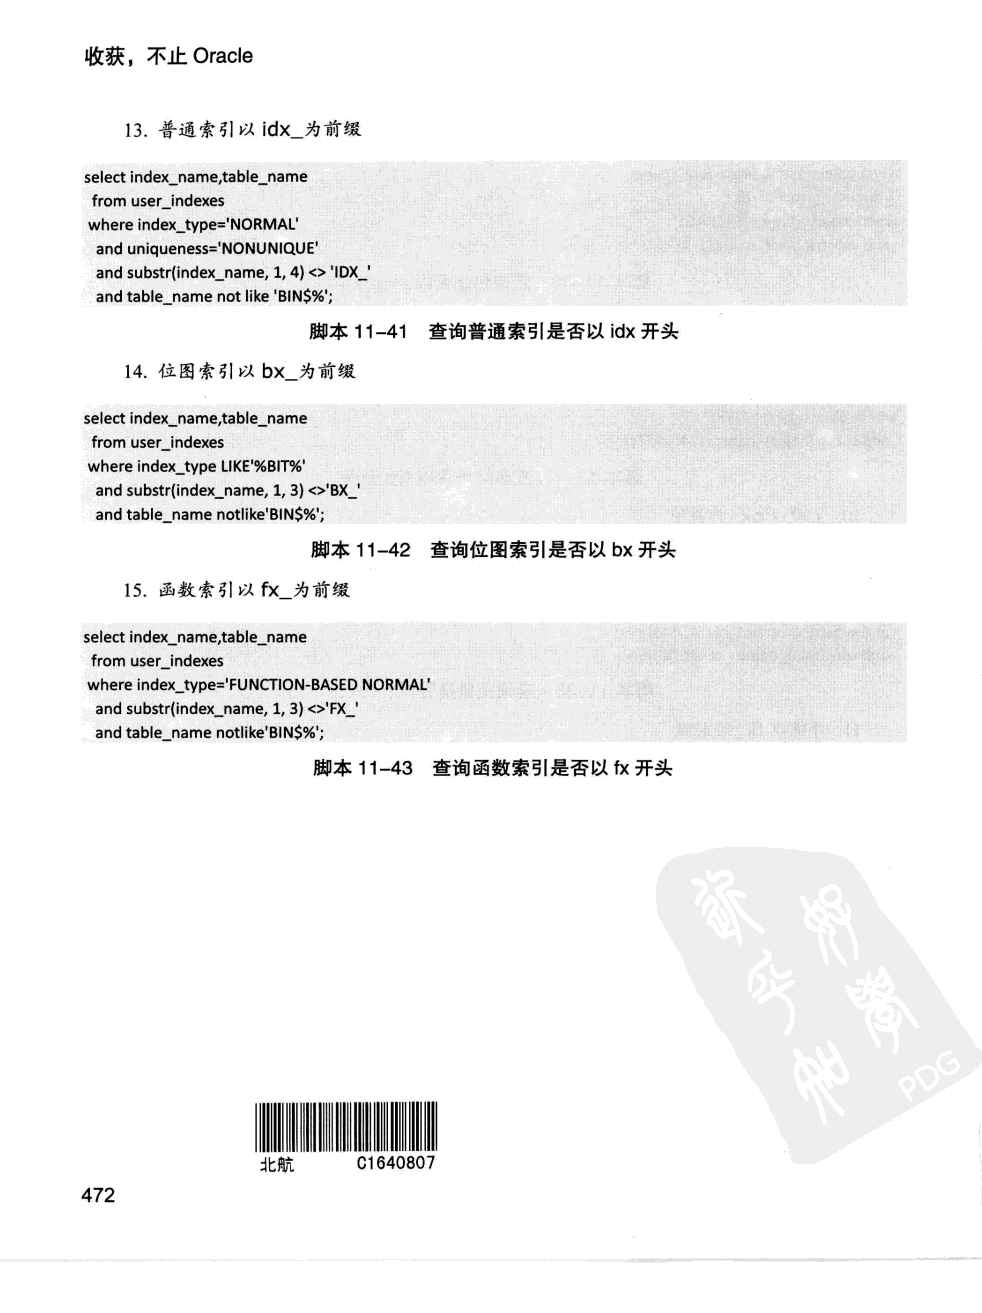 收获，不止 Oracle
13. 普通索引以 idx_为前缀
select index_name,table_name
from user_indexes
where index_type='NORMAL'
and uniqueness='NONUNIQUE'
and substr(index_name, 1, 4) <> 'IDX_'
and table_name not like 'BIN$%';
脚本 11-41 查询普通索引是否以 idx 开头
14. 位图索引以 bx_为前缀
select index_name,table_name
from user_indexes
where index_type LIKE'%BIT%'
and substr(index_name, 1, 3) <>'BX_'
and table_name notlike'BIN$%';
脚本 11-42 查询位图索引是否以 bx 开头
15. 函数索引以 fx_为前缀
select index_name,table_name
from user_indexes
where index_type='FUNCTION-BASED NORMAL'
and substr(index_name, 1, 3) <>'FX_'
and table_name notlike'BIN$%';
脚本 11-43 查询函数索引是否以 fx 开头
PDG
北航 C1640807
472